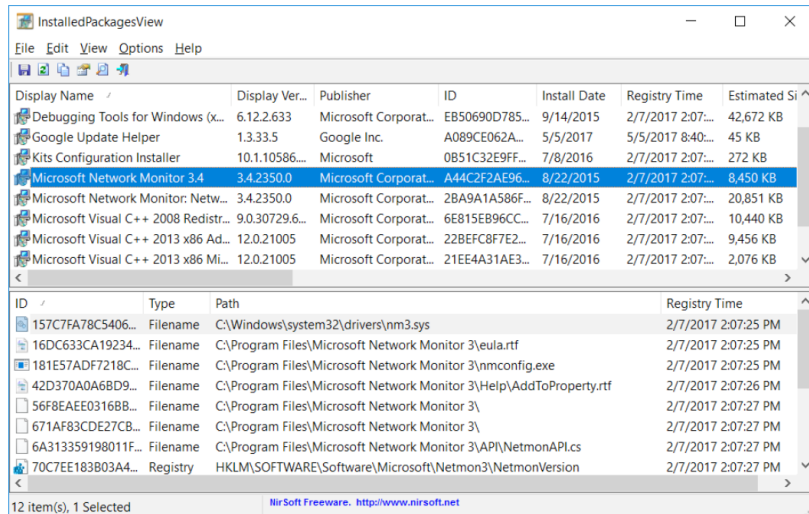 InstalledPackagesView
File Edit View Options Help
Display Name Display Ver... Publisher ID Install Date Registry Time Estimated Si
Debugging Tools for Windows (x... 6.12.2.633 Microsoft Corporat... EB50690D785... 9/14/2015 2/7/2017 2:07:... 42,672 KB
Google Update Helper 1.3.33.5 Google Inc. A089CE062A... 5/5/2017 5/5/2017 8:40:... 45 KB
Kits Configuration Installer 10.1.10586.... Microsoft 0B51C32E9FF... 7/8/2016 2/7/2017 2:07:... 272 KB
Microsoft Network Monitor 3.4 3.4.2350.0 Microsoft Corporat... A44C2F2AE96... 8/22/2015 2/7/2017 2:07:... 8,450 KB
Microsoft Network Monitor: Netw... 3.4.2350.0 Microsoft Corporat... 2BA9A1A586F... 8/22/2015 2/7/2017 2:07:... 20,851 KB
Microsoft Visual C++ 2008 Redistr... 9.0.30729.6... Microsoft Corporat... 6E815EB96CC... 7/16/2016 2/7/2017 2:07:... 10,440 KB
Microsoft Visual C++ 2013 x86 Ad... 12.0.21005 Microsoft Corporat... 22BEFC8F7E2... 7/16/2016 2/7/2017 2:07:... 9,456 KB
Microsoft Visual C++ 2013 x86 Mi... 12.0.21005 Microsoft Corporat... 21EE4A31AE3... 7/16/2016 2/7/2017 2:07:... 2,076 KB
ID Type Path Registry Time
157C7FA78C5406... Filename C:\Windows\system32\drivers\nm3.sys 2/7/2017 2:07:25 PM
16DC633CA19234... Filename C:\Program Files\Microsoft Network Monitor 3\eula.rtf 2/7/2017 2:07:25 PM
181E57ADF7218C... Filename C:\Program Files\Microsoft Network Monitor 3\nmconfig.exe 2/7/2017 2:07:25 PM
42D370A0A6BD9... Filename C:\Program Files\Microsoft Network Monitor 3\Help\AddToProperty.rtf 2/7/2017 2:07:26 PM
56F8EAEE0316BB... Filename C:\Program Files\Microsoft Network Monitor 3\ 2/7/2017 2:07:27 PM
671AF83CDE27CB... Filename C:\Program Files\Microsoft Network Monitor 3\ 2/7/2017 2:07:27 PM
6A313359198011F... Filename C:\Program Files\Microsoft Network Monitor 3\API\NetmonAPI.cs 2/7/2017 2:07:27 PM
70C7EE183B03A4... Registry HKLM\SOFTWARE\Software\Microsoft\Netmon3\NetmonVersion 2/7/2017 2:07:27 PM
12 item(s), 1 Selected NirSoft Freeware. http://www.nirsoft.net